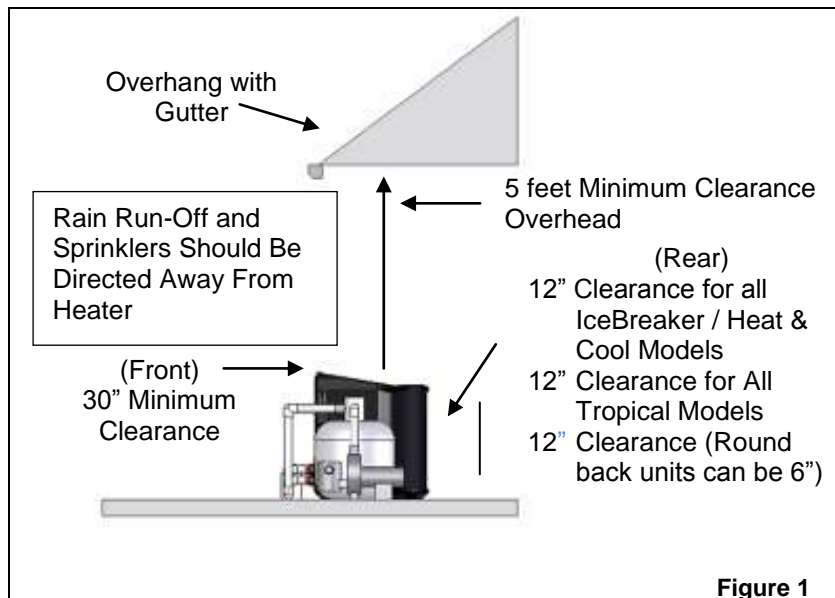 Overhang with
Gutter
5 feet Minimum Clearance
Overhead
Rain Run-Off and
Sprinklers Should Be
Directed Away From
Heater
(Front)
30” Minimum
Clearance
(Rear)
12” Clearance for all
IceBreaker / Heat &
Cool Models
12” Clearance for All
Tropical Models
12” Clearance (Round
back units can be 6”)
Figure 1